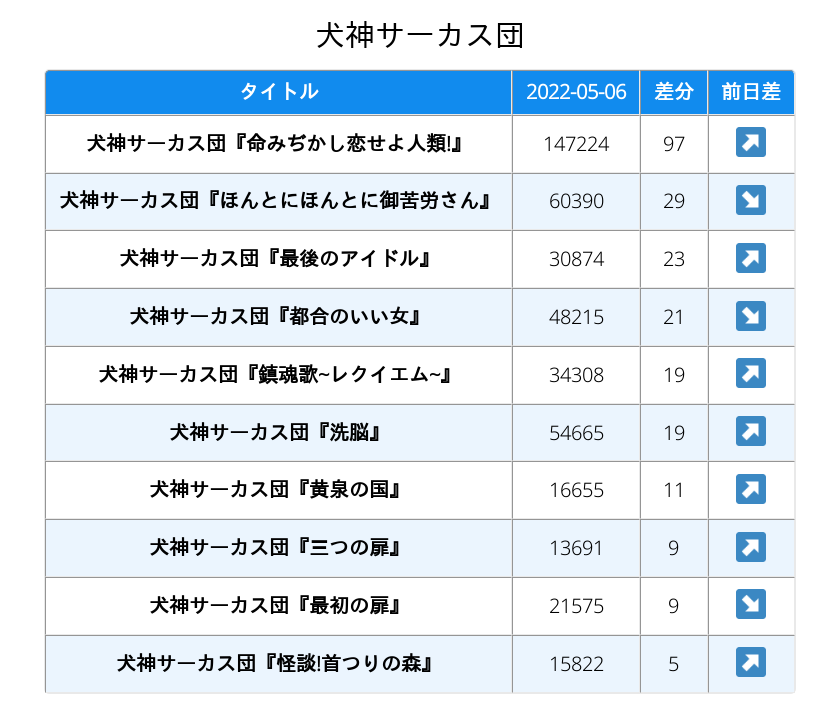 犬神サーカス団
タイトル 2022-05-06 差分 前日差
犬神サーカス団『命みぢかし恋せよ人類!』 147224 97 ↗
犬神サーカス団『ほんとにほんとに御苦労さん』 60390 29 ↘
犬神サーカス団『最後のアイドル』 30874 23 ↗
犬神サーカス団『都合のいい女』 48215 21 ↘
犬神サーカス団『鎮魂歌~レクイエム~』 34308 19 ↗
犬神サーカス団『洗脳』 54665 19 ↗
犬神サーカス団『黄泉の国』 16655 11 ↗
犬神サーカス団『三つの扉』 13691 9 ↗
犬神サーカス団『最初の扉』 21575 9 ↘
犬神サーカス団『怪談!首つりの森』 15822 5 ↗